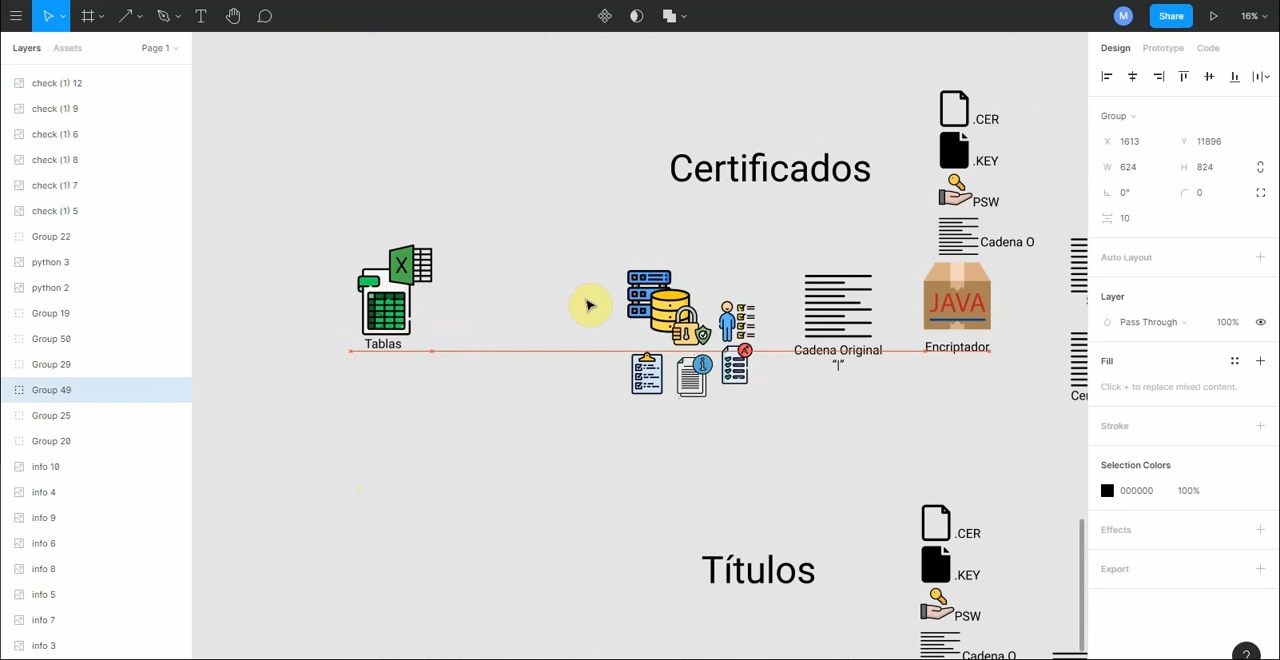 M
Share
16%
Layers
Assets
Page 1
check (1) 12
check (1) 9
check (1) 6
check (1) 8
check (1) 7
check (1) 5
Group 22
python 3
python 2
Group 19
Group 50
Group 29
Group 49
Group 25
Group 20
info 10
info 4
info 9
info 6
info 8
info 5
info 7
info 3
Certificados
.CER
.KEY
PSW
Cadena O
X
Tablas
Cadena Original
“|”
JAVA
Encriptador
Cer
Títulos
.CER
.KEY
PSW
Cadena O
Design
Prototype
Code
Group
X 1613
Y 11896
W 624
H 824
0°
0
10
Auto Layout
Layer
Pass Through
100%
Fill
Click + to replace mixed content.
Stroke
Selection Colors
000000
100%
Effects
Export
?